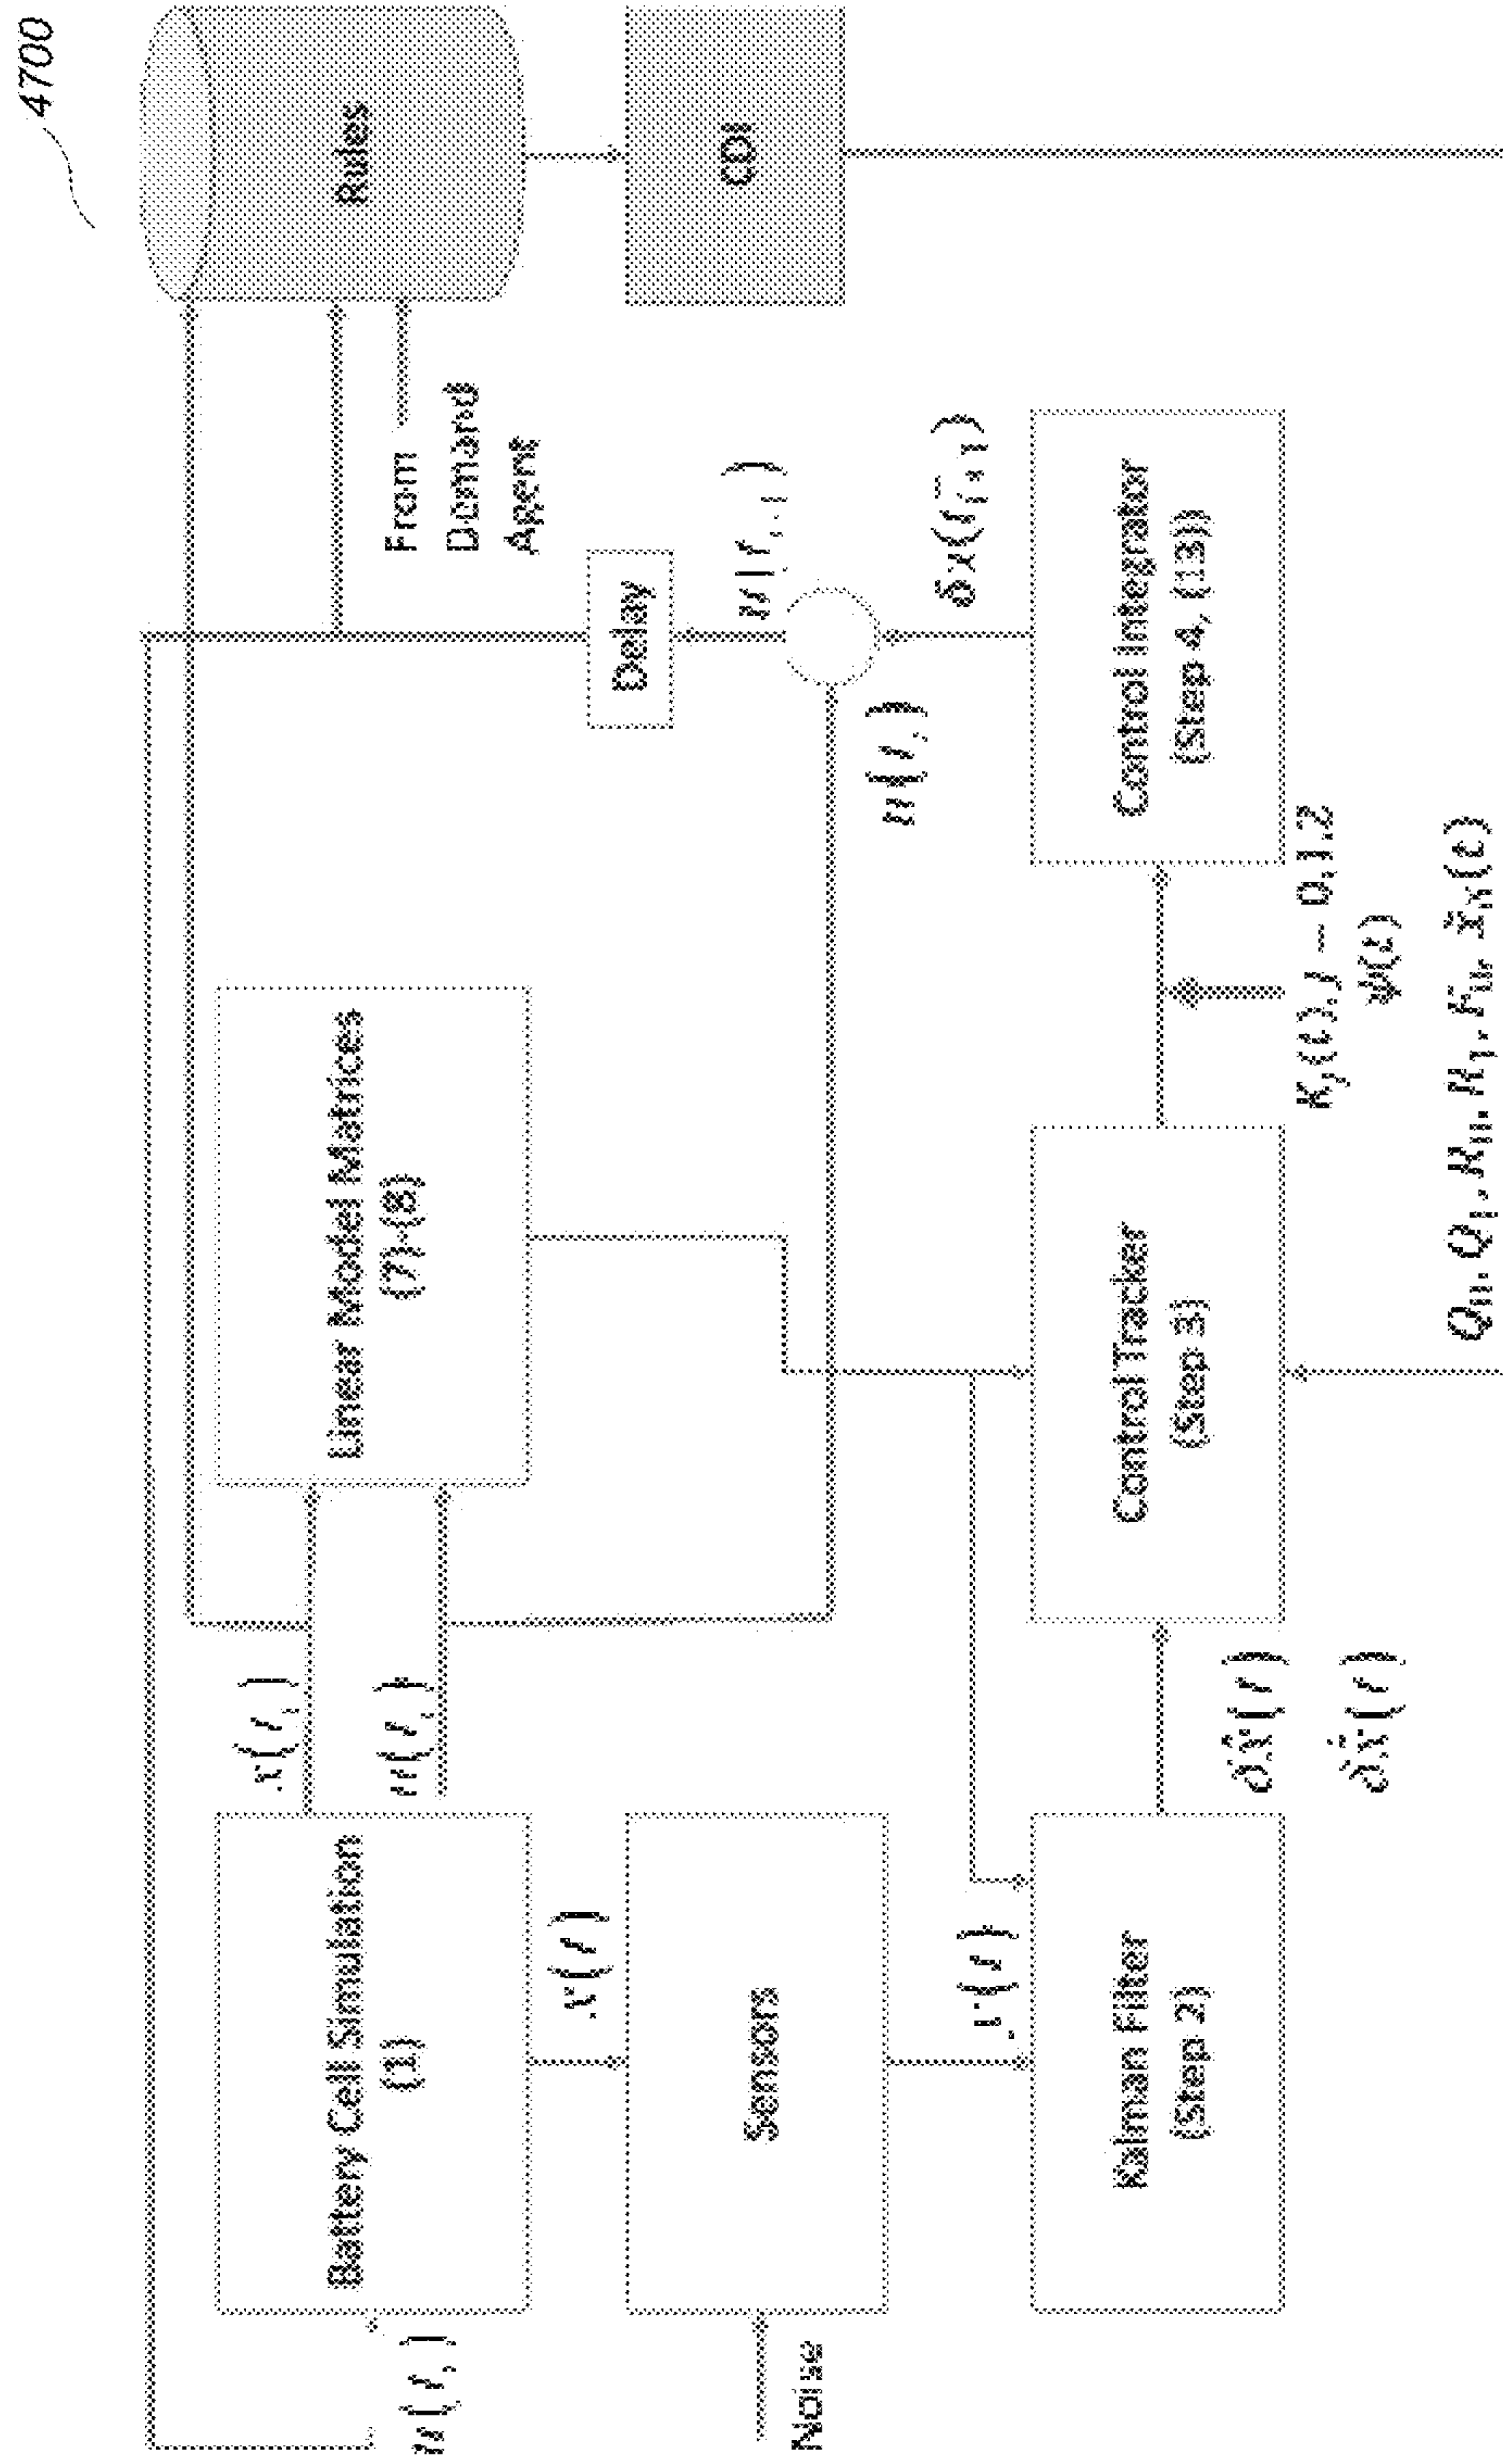 4700
Rules
CDI
From
Demand
Agent
Delay
Linear Model Matrices
(7)-(8)
Battery Cell Simulation
(1)
x(t
u(t
u(t
x(t)
Sensors
Noise
Kalman Filter
(Step 2)
Control Tracker
(Step 3)
Control Integrator
(Step 4, (13))
ψ(t)